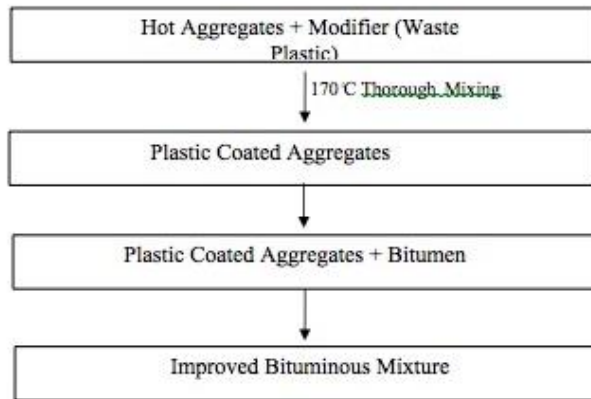 Hot Aggregates + Modifier (Waste
Plastic)
170°C Thorough Mixing
Plastic Coated Aggregates
Plastic Coated Aggregates + Bitumen
Improved Bituminous Mixture